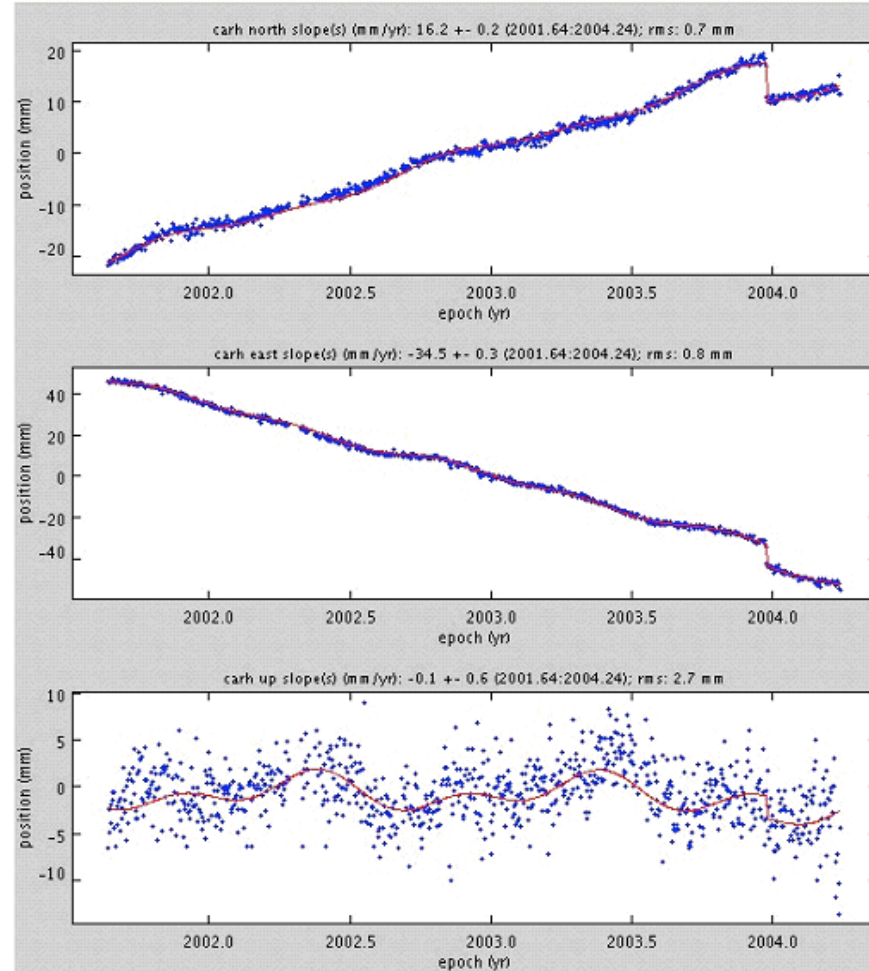 carh north slope(s) (mm/yr): 16.2 +- 0.2 (2001.64:2004.24); rms: 0.7 mm
20
10
0
-10
-20
position (mm)
2002.0 2002.5 2003.0 2003.5 2004.0
epoch (yr)
carh east slope(s) (mm/yr): -34.5 +- 0.3 (2001.64:2004.24); rms: 0.8 mm
40
20
0
-20
-40
position (mm)
2002.0 2002.5 2003.0 2003.5 2004.0
epoch (yr)
carh up slope(s) (mm/yr): -0.1 +- 0.6 (2001.64:2004.24); rms: 2.7 mm
10
5
0
-5
-10
position (mm)
2002.0 2002.5 2003.0 2003.5 2004.0
epoch (yr)